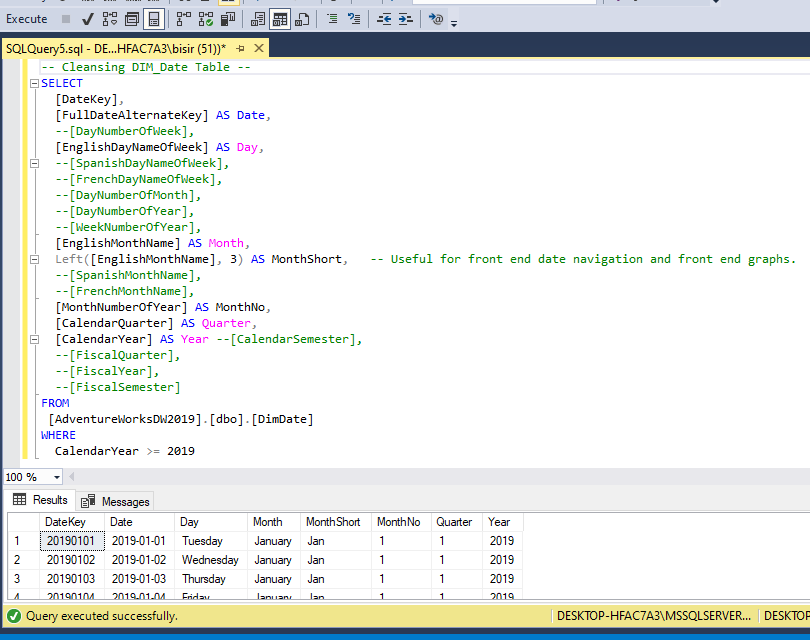 Execute
SQLQuery5.sql - DE...HFAC7A3\bisir (51))*
-- Cleansing DIM_Date Table --
SELECT
[DateKey],
[FullDateAlternateKey] AS Date,
--[DayNumberOfWeek],
[EnglishDayNameOfWeek] AS Day,
--[SpanishDayNameOfWeek],
--[FrenchDayNameOfWeek],
--[DayNumberOfMonth],
--[DayNumberOfYear],
--[WeekNumberOfYear],
[EnglishMonthName] AS Month,
Left([EnglishMonthName], 3) AS MonthShort, -- Useful for front end date navigation and front end graphs.
--[SpanishMonthName],
--[FrenchMonthName],
[MonthNumberOfYear] AS MonthNo,
[CalendarQuarter] AS Quarter,
[CalendarYear] AS Year --[CalendarSemester],
--[FiscalQuarter],
--[FiscalYear],
--[FiscalSemester]
FROM
[AdventureWorksDW2019].[dbo].[DimDate]
WHERE
CalendarYear >= 2019
100 %
Results Messages
DateKey Date Day Month MonthShort MonthNo Quarter Year
1 20190101 2019-01-01 Tuesday January Jan 1 1 2019
2 20190102 2019-01-02 Wednesday January Jan 1 1 2019
3 20190103 2019-01-03 Thursday January Jan 1 1 2019
4 20190104 2019-01-04 Friday January Jan 1 1 2019
Query executed successfully. DESKTOP-HFAC7A3\MSSQLSERVER... DESKTOP